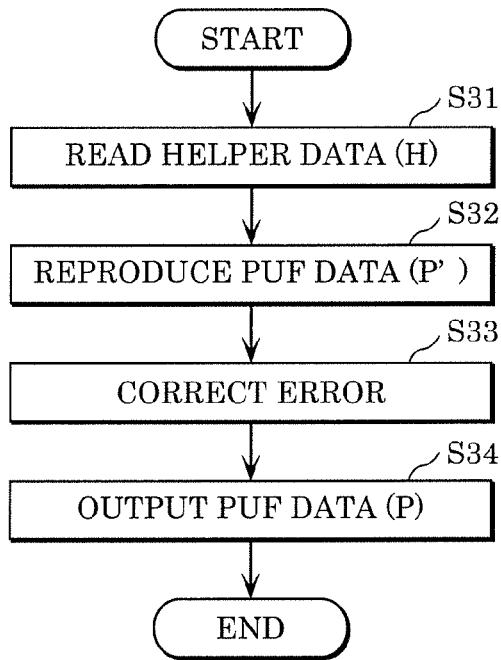 START
S31
READ HELPER DATA (H)
S32
REPRODUCE PUF DATA (P' )
S33
CORRECT ERROR
S34
OUTPUT PUF DATA (P)
END